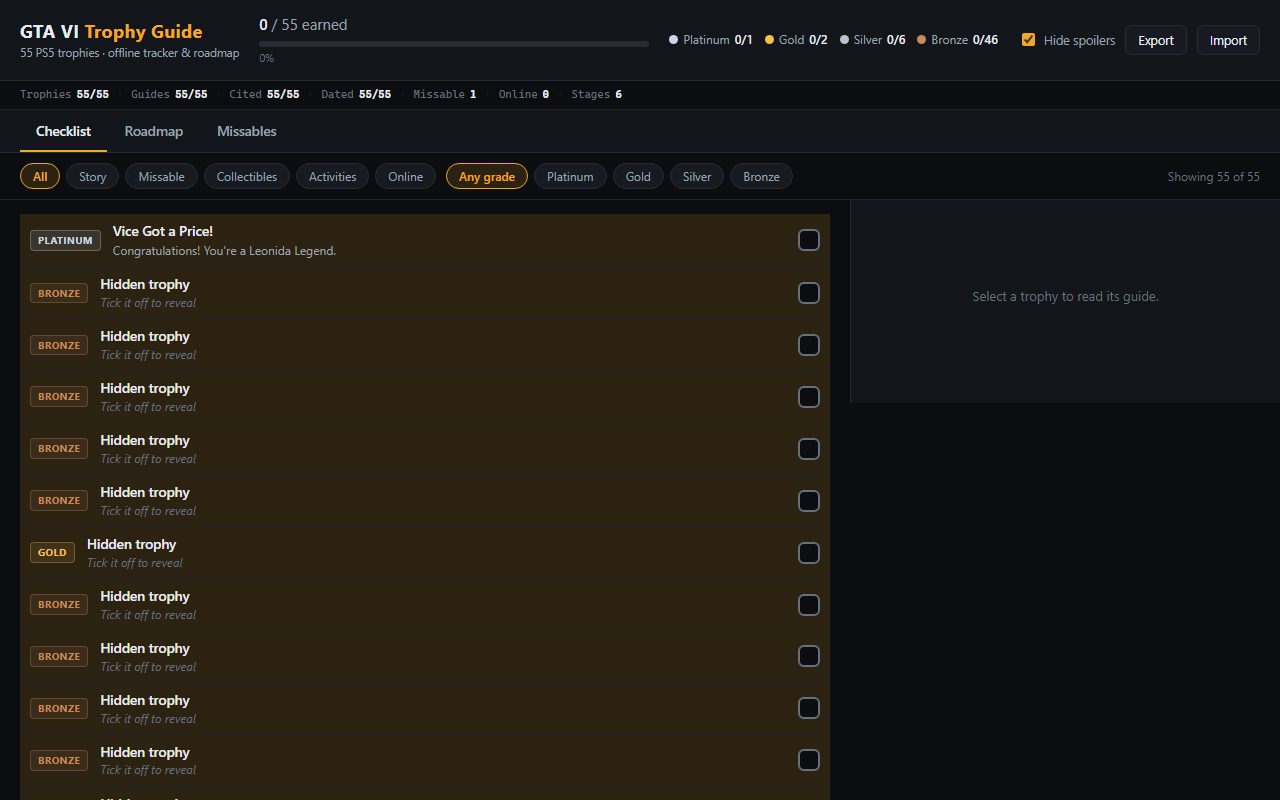 GTA VI Trophy Guide
55 PS5 trophies · offline tracker & roadmap
0 / 55 earned
0%
Platinum 0/1 Gold 0/2 Silver 0/6 Bronze 0/46
Hide spoilers
Export
Import
Trophies 55/55 · Guides 55/55 · Cited 55/55 · Dated 55/55 · Missable 1 · Online 0 · Stages 6
Checklist Roadmap Missables
All Story Missable Collectibles Activities Online Any grade Platinum Gold Silver Bronze Showing 55 of 55
PLATINUM Vice Got a Price!
Congratulations! You're a Leonida Legend.
BRONZE Hidden trophy
Tick it off to reveal
BRONZE Hidden trophy
Tick it off to reveal
BRONZE Hidden trophy
Tick it off to reveal
BRONZE Hidden trophy
Tick it off to reveal
BRONZE Hidden trophy
Tick it off to reveal
GOLD Hidden trophy
Tick it off to reveal
BRONZE Hidden trophy
Tick it off to reveal
BRONZE Hidden trophy
Tick it off to reveal
BRONZE Hidden trophy
Tick it off to reveal
BRONZE Hidden trophy
Tick it off to reveal
Select a trophy to read its guide.